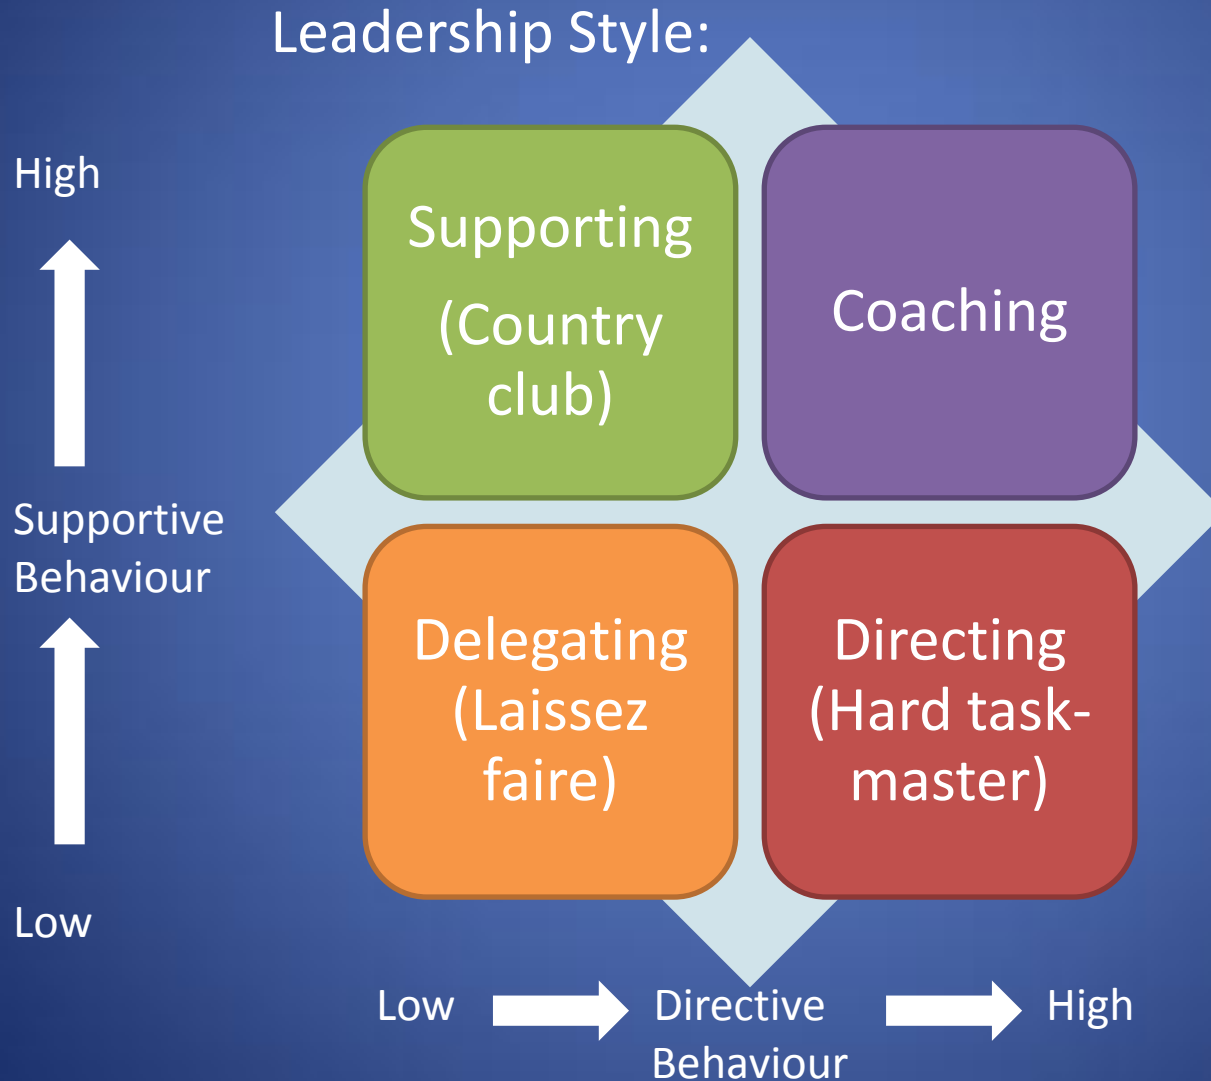 Leadership Style:
High
Supporting
(Country
club)
Coaching
Supportive
Behaviour
Delegating
(Laissez
faire)
Directing
(Hard task-
master)
Low
Low
Directive
Behaviour
High